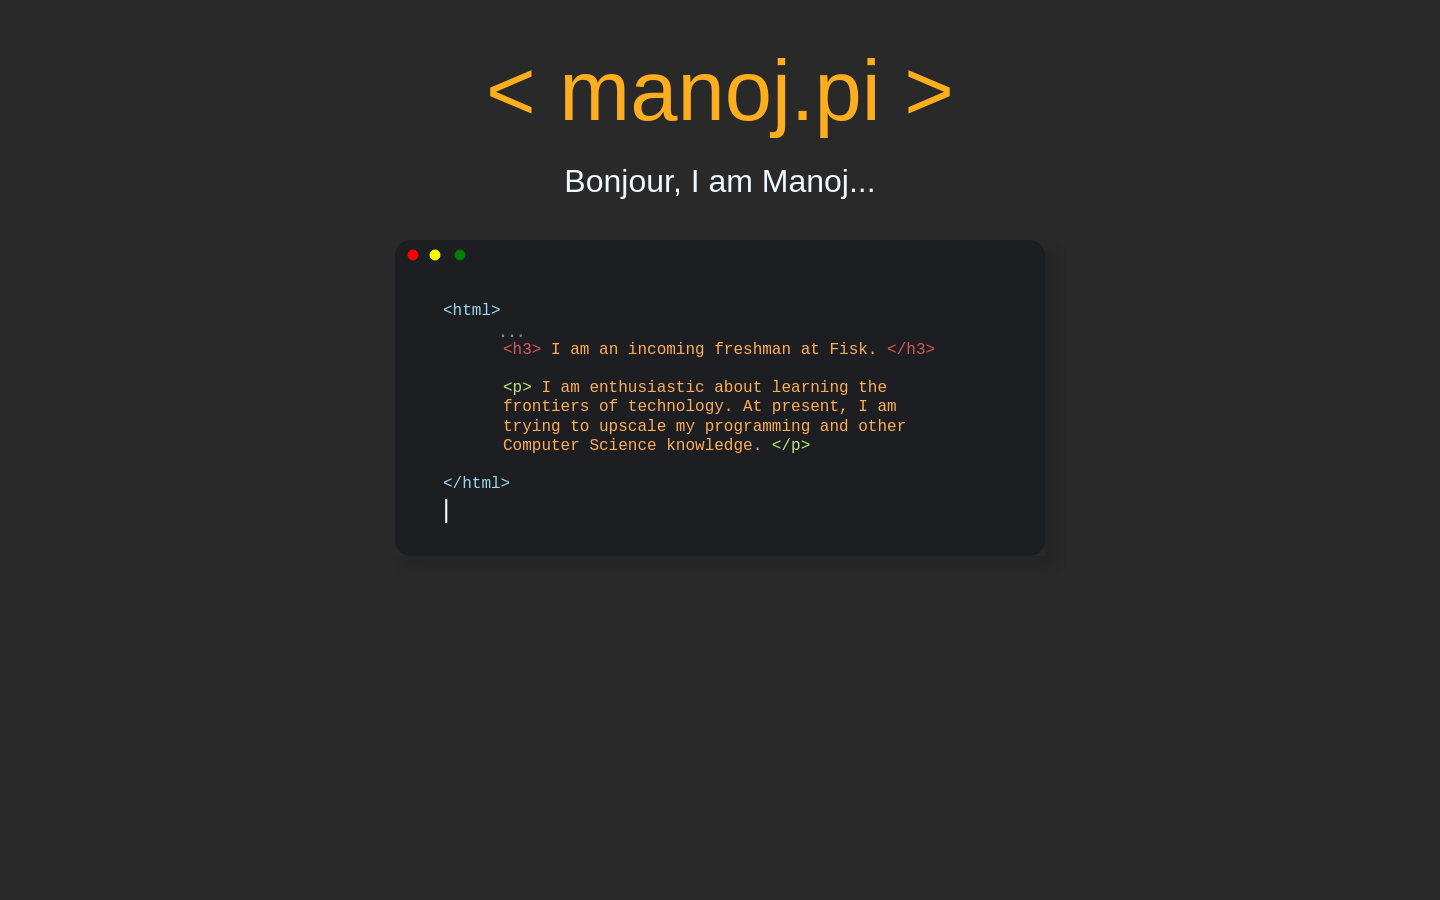 < manoj.pi >
Bonjour, I am Manoj...
<html>
...
<h3> I am an incoming freshman at Fisk. </h3>
<p> I am enthusiastic about learning the
frontiers of technology. At present, I am
trying to upscale my programming and other
Computer Science knowledge. </p>
</html>